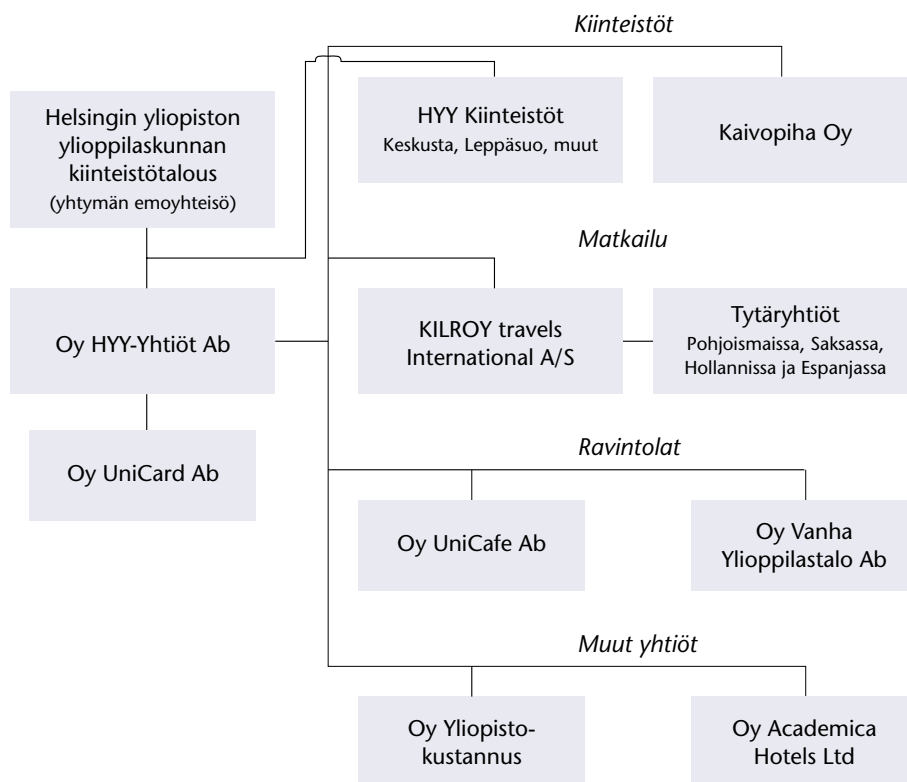 Kiinteistöt
Helsingin yliopiston
ylioppilaskunnan
kiinteistötalous
(yhtymän emoyhteisö)
HYY Kiinteistöt
Keskusta, Leppäsuo, muut
Kaivopiha Oy
Matkailu
Oy HYY-Yhtiöt Ab
KILROY travels
International A/S
Tytäryhtiöt
Pohjoismaissa, Saksassa,
Hollannissa ja Espanjassa
Oy UniCard Ab
Ravintolat
Oy UniCafe Ab
Oy Vanha
Ylioppilastalo Ab
Muut yhtiöt
Oy Yliopisto-
kustannus
Oy Academica
Hotels Ltd